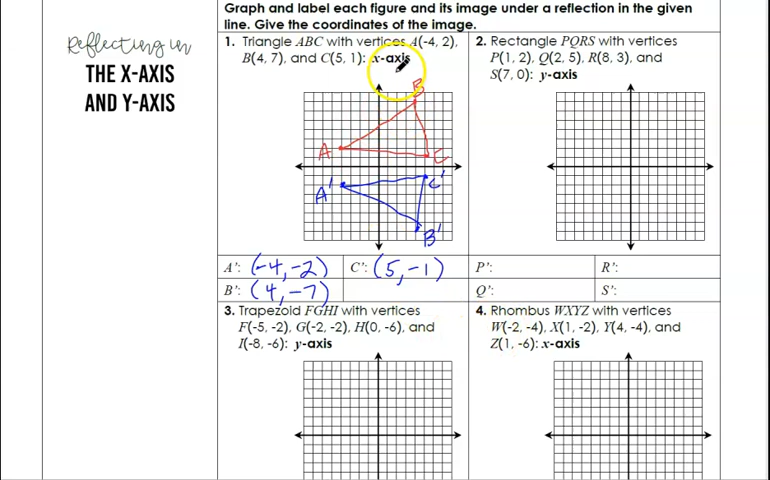 Reflecting in
THE X-AXIS
AND Y-AXIS
Graph and label each figure and its image under a reflection in the given
line. Give the coordinates of the image.
1. Triangle ABC with vertices A(-4, 2),
B(4, 7), and C(5, 1): x-axis
B
A
C
A'
C'
B'
A': (-4, -2)
C': (5, -1)
B': (4, -7)
2. Rectangle PQRS with vertices
P(1, 2), Q(2, 5), R(8, 3), and
S(7, 0): y-axis
P':
R':
Q':
S':
3. Trapezoid FGHI with vertices
F(-5, -2), G(-2, -2), H(0, -6), and
I(-8, -6): y-axis
4. Rhombus WXYZ with vertices
W(-2, -4), X(1, -2), Y(4, -4), and
Z(1, -6): x-axis